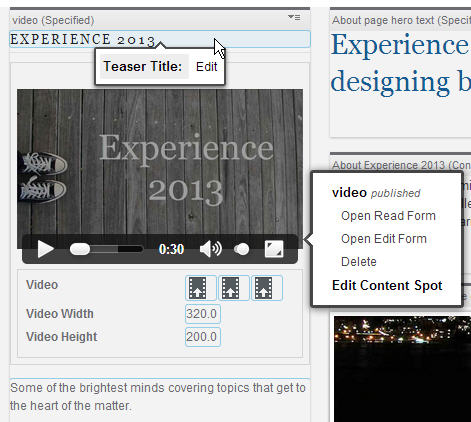 video (Specified)
EXPERIENCE 2013
Teaser Title: Edit
Experience
2013
0:30
Video
Video Width 320.0
Video Height 200.0
Some of the brightest minds covering topics that get to
the heart of the matter.
About page hero text (Specif
Experience
designing b
About Experience 2013 (Con
video published
Open Read Form
Open Edit Form
Delete
Edit Content Spot